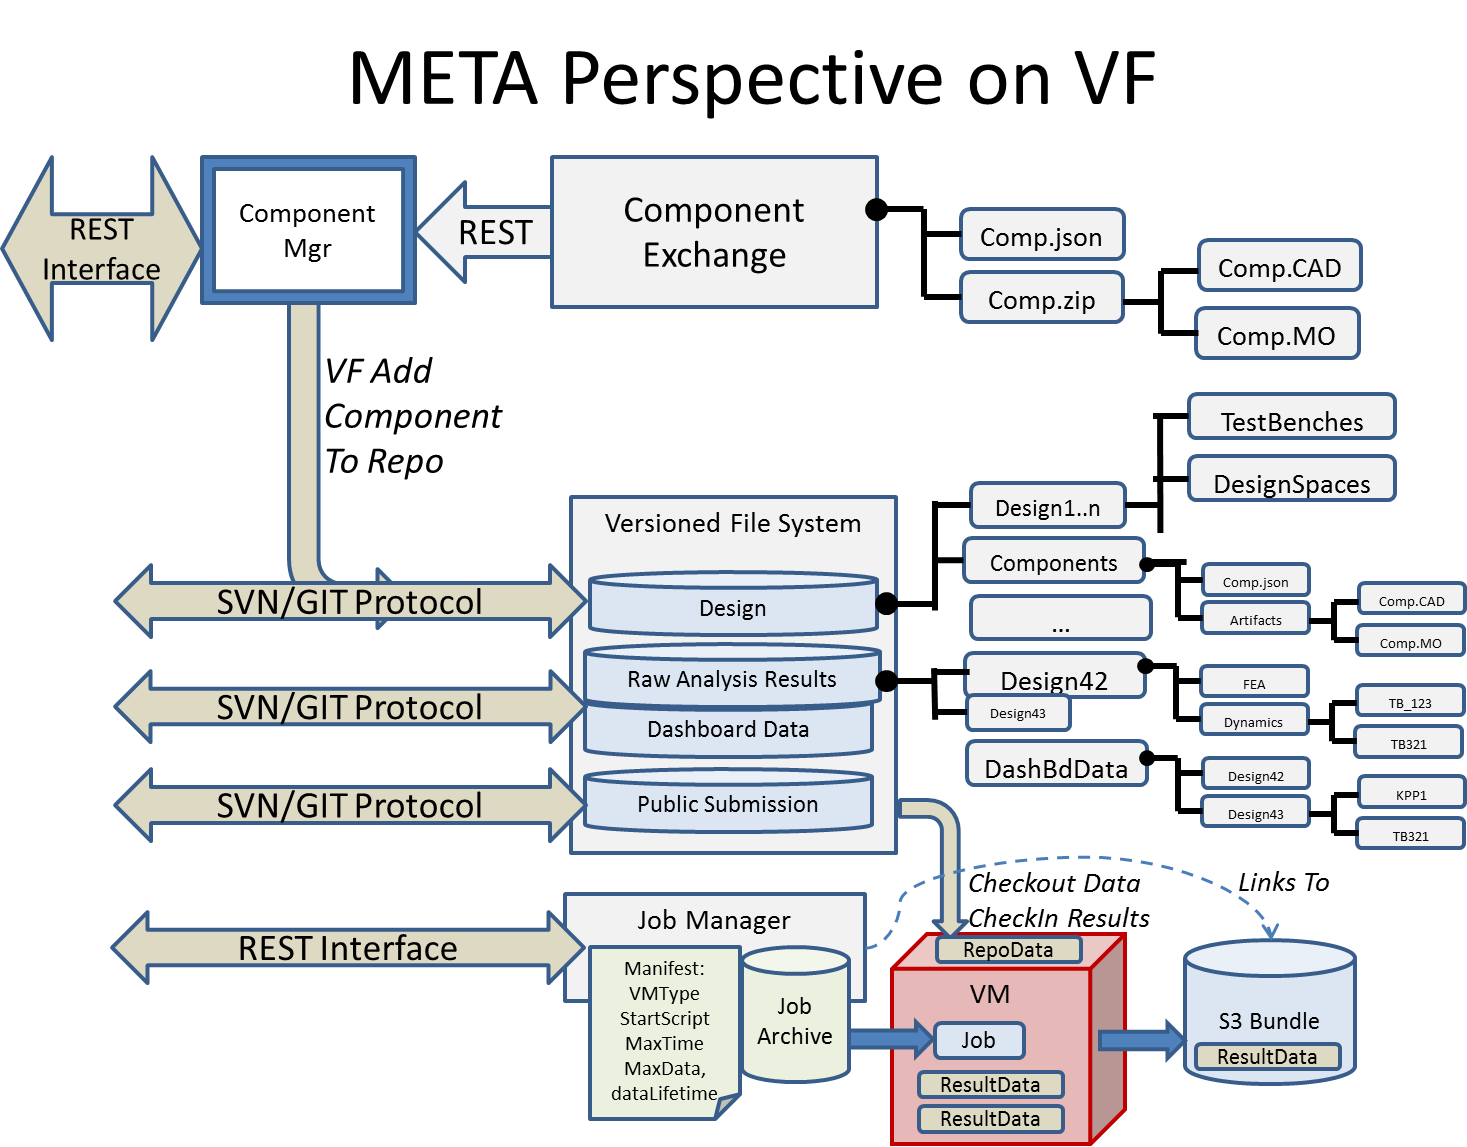 META Perspective on VF
REST
Interface
Component
Mgr
REST
Component
Exchange
Comp.json
Comp.zip
Comp.CAD
Comp.MO
VF Add
Component
To Repo
TestBenches
DesignSpaces
Versioned File System
Design1..n
Components
...
SVN/GIT Protocol
Design
Comp.json
Artifacts
Comp.CAD
Comp.MO
SVN/GIT Protocol
Raw Analysis Results
Dashboard Data
Design42
Design43
FEA
Dynamics
TB_123
TB321
DashBdData
Design42
Design43
KPP1
TB321
SVN/GIT Protocol
Public Submission
Checkout Data
CheckIn Results
Links To
REST Interface
Job Manager
Manifest:
VMType
StartScript
MaxTime
MaxData,
dataLifetime
Job
Archive
RepoData
VM
Job
ResultData
ResultData
S3 Bundle
ResultData